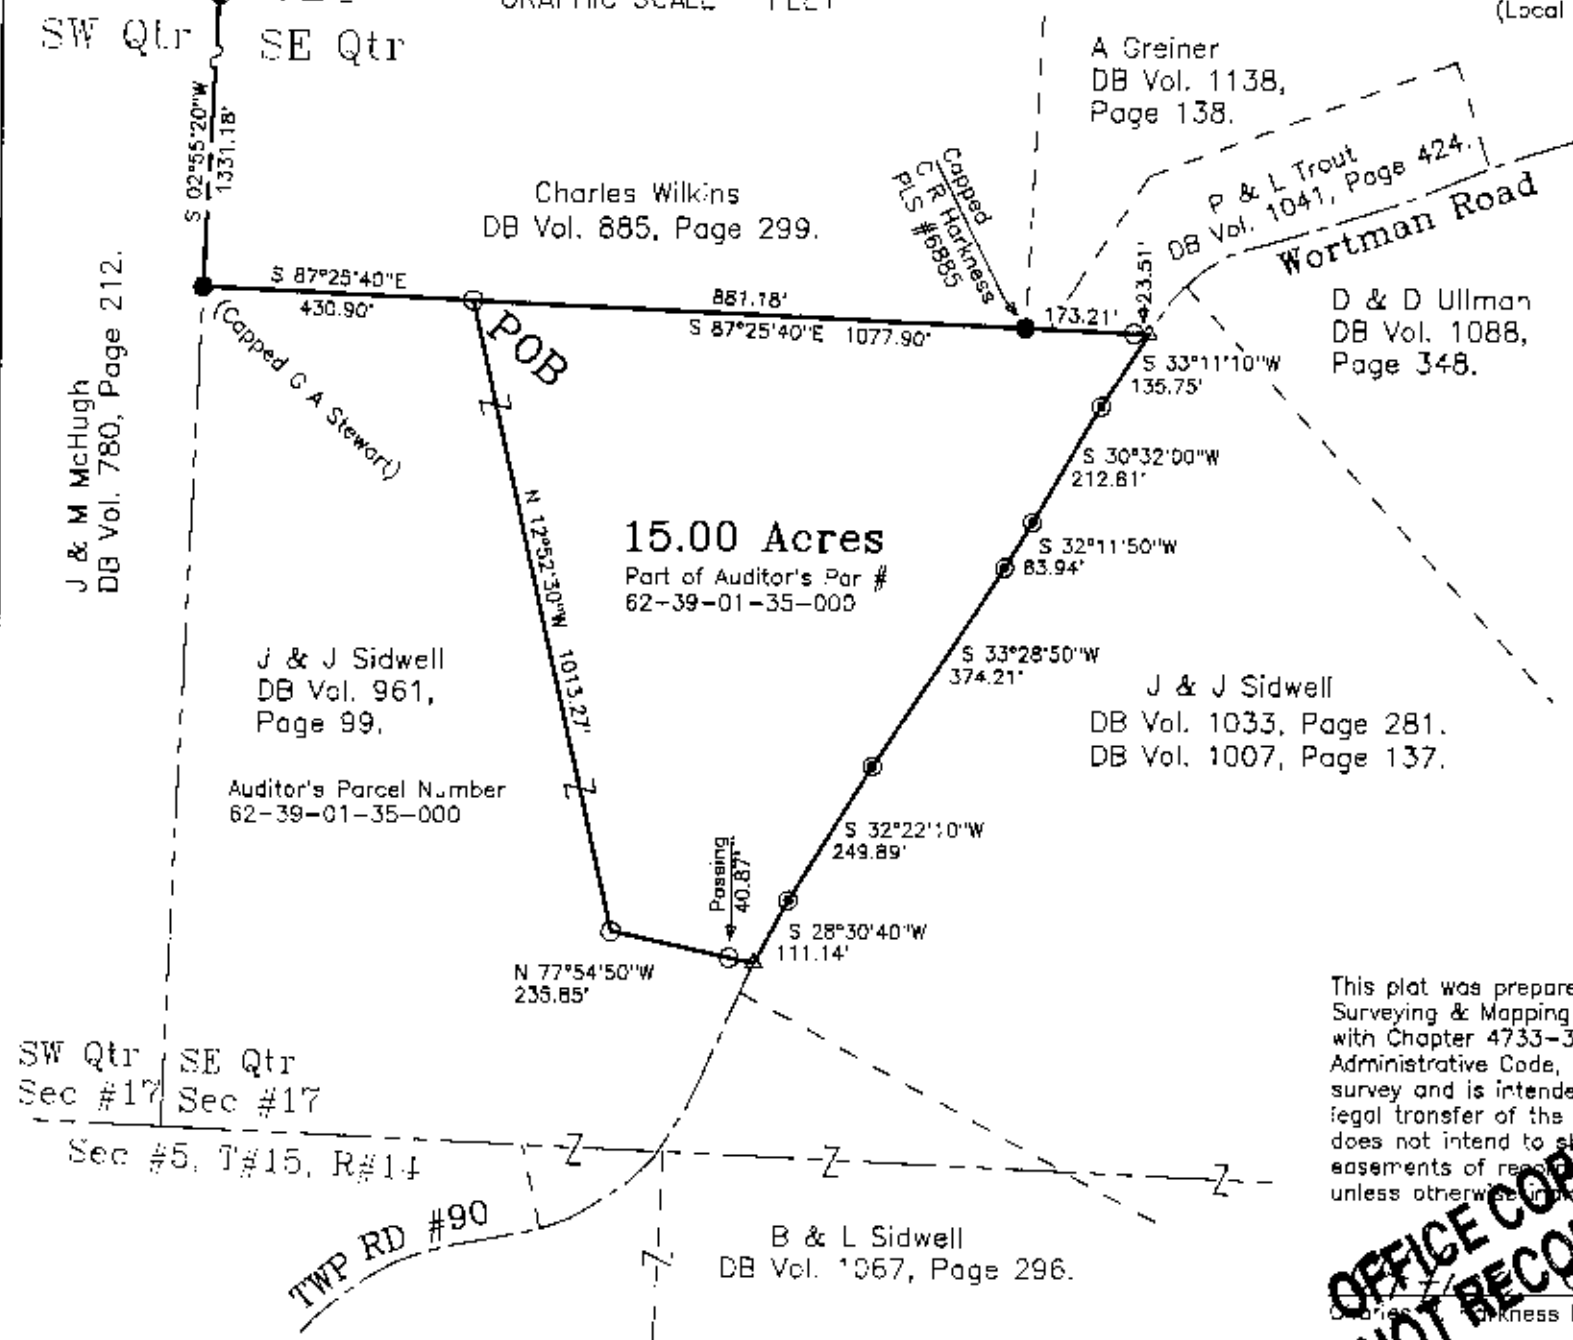 GRAPHIC SCALE FEET
(Local
SW Qtr
SE Qtr
A Greiner
DB Vol. 1138,
Page 138.
S 02°55'20"W
1331.18'
P & L Trout
DB Vol. 1041, Page 424.
Wortman Road
Capped
C R Harkness
PLS #6885
Charles Wilkins
DB Vol. 885, Page 299.
J & M McHugh
DB Vol. 780, Page 212.
S 87°25'40"E
430.90'
881.18'
S 87°25'40"E 1077.90'
173.21'
23.51'
D & D Ullman
DB Vol. 1088,
Page 348.
(Capped G A Stewart)
POB
S 33°11'10"W
135.75'
S 30°32'00"W
212.61'
N 12°52'30"W 1013.27'
15.00 Acres
Part of Auditor's Par #
62-39-01-35-000
S 32°11'50"W
83.94'
S 33°28'50"W
374.21'
J & J Sidwell
DB Vol. 961,
Page 99.
J & J Sidwell
DB Vol. 1033, Page 281.
DB Vol. 1007, Page 137.
Auditor's Parcel Number
62-39-01-35-000
S 32°22'10"W
249.89'
Passing
40.87'
S 28°30'40"W
111.14'
N 77°54'50"W
235.85'
This plat was prepare
Surveying & Mapping
with Chapter 4733-3
Administrative Code,
survey and is intende
legal transfer of the
does not intend to s
easements of
unless otherwise
SW Qtr
Sec #17
SE Qtr
Sec #17
Sec #5, T#15, R#14
TWP RD #90
B & L Sidwell
DB Vol. 1067, Page 296.
OFFICE COP
NOT RECO